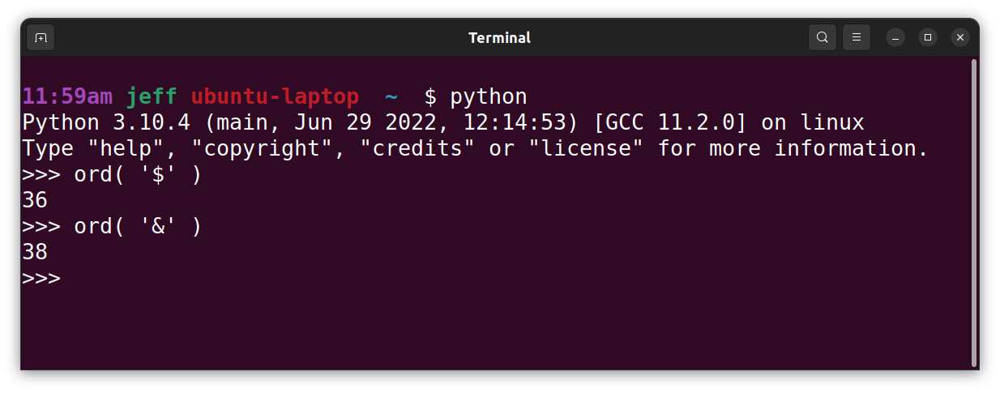 Terminal
11:59am jeff ubuntu-laptop  ~  $ python
Python 3.10.4 (main, Jun 29 2022, 12:14:53) [GCC 11.2.0] on linux
Type "help", "copyright", "credits" or "license" for more information.
>>> ord( '$' )
36
>>> ord( '&' )
38
>>>